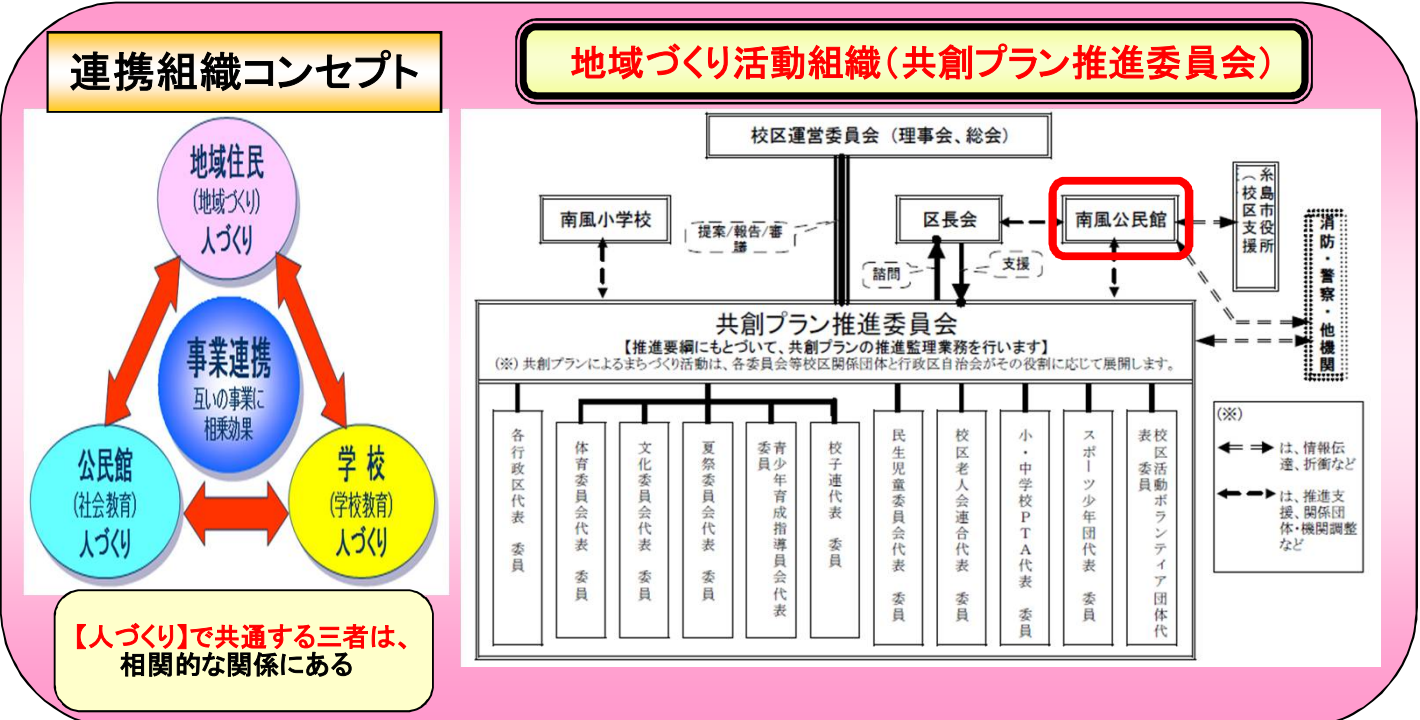 連携組織コンセプト
地域づくり活動組織（共創プラン推進委員会）
地域住民
(地域づくり)
人づくり
事業連携
互いの事業に
相乗効果
公民館
(社会教育)
人づくり
学 校
(学校教育)
人づくり
【人づくり】で共通する三者は、
相関的な関係にある
校区運営委員会（理事会、総会）
南風小学校
提案/報告/審
議
区長会
南風公民館
糸島市役所
（校区支援
消防・警察・他機関
諮問
支援
共創プラン推進委員会
【推進要綱にもとづいて、共創プランの推進監理業務を行います】
(※) 共創プランによるまちづくり活動は、各委員会等校区関係団体と行政区自治会がその役割に応じて展開します。
各行政区代表 委員
体育委員会代表 委員
文化委員会代表 委員
夏祭委員会代表 委員
青少年育成指導員会代表
委員
校子連代表 委員
民生児童委員会代表 委員
校区老人会連合代表 委員
小・中学校PTA代表 委員
スポーツ少年団代表 委員
校区活動ボランティア団体代
表 委員
(※)
は、情報伝
達、折衝など
は、推進支
援、関係団
体・機関調整
など